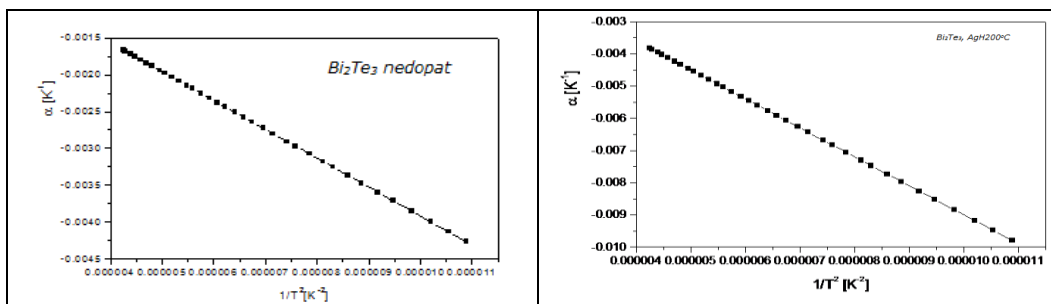 -0.0015
-0.0020
-0.0025
-0.0030
-0.0035
-0.0040
-0.0045
α [K⁻¹]
Bi₂Te₃ nedopat
0.000004 0.000005 0.000006 0.000007 0.000008 0.000009 0.000010 0.000011
1/T² [K⁻²]
-0.003
-0.004
-0.005
-0.006
-0.007
-0.008
-0.009
-0.010
α [K⁻¹]
Bi₂Te₃, AgH200°C
0.000004 0.000005 0.000006 0.000007 0.000008 0.000009 0.000010 0.000011
1/T² [K⁻²]